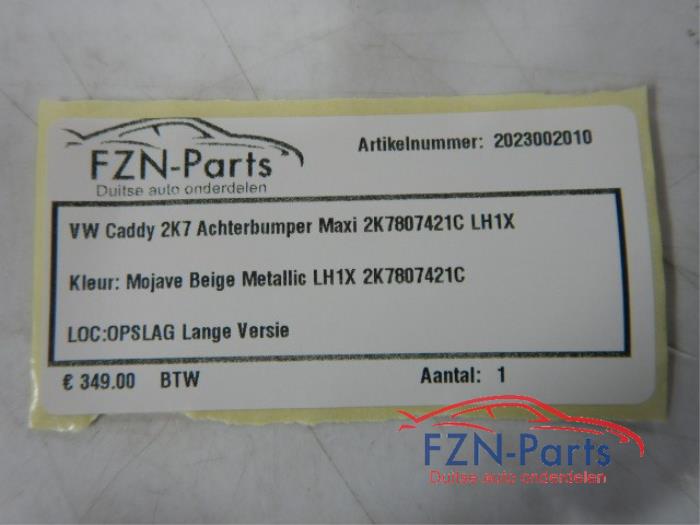 FZN-Parts
Duitse auto onderdelen
Artikelnummer: 2023002010
VW Caddy 2K7 Achterbumper Maxi 2K7807421C LH1X
Kleur: Mojave Beige Metallic LH1X 2K7807421C
LOC:OPSLAG Lange Versie
€ 349.00 BTW
Aantal: 1
FZN-Parts
Duitse auto onderdelen